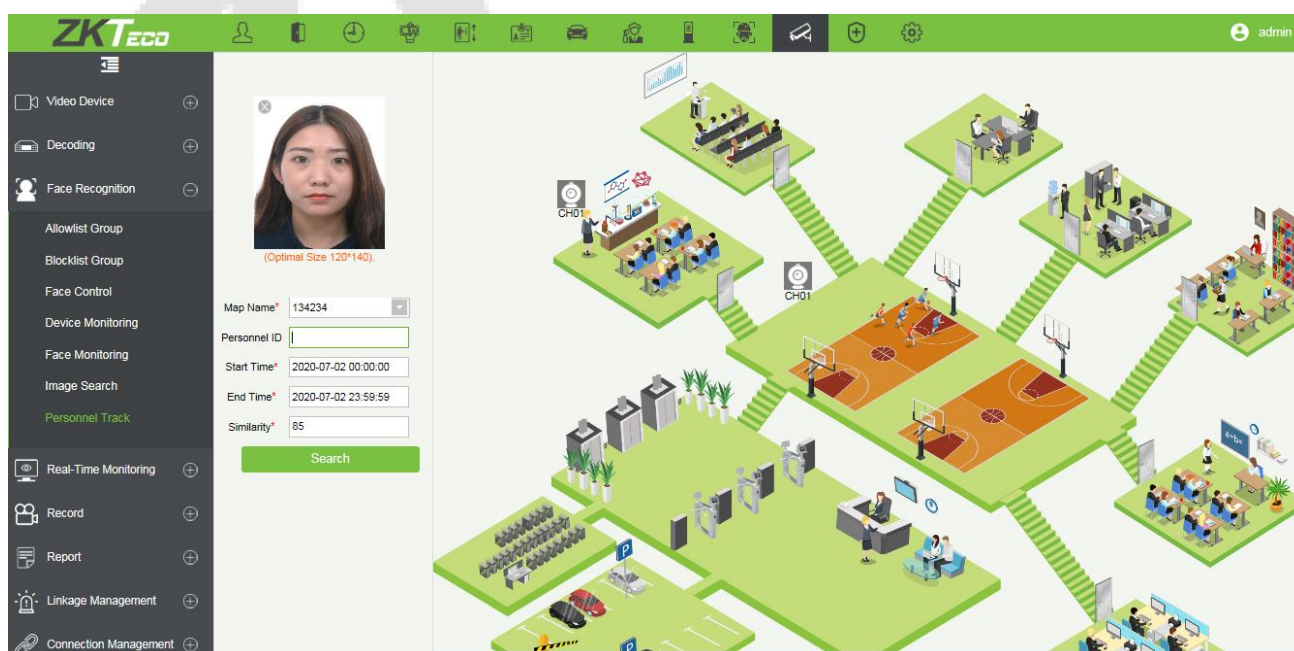 ZKTECO
admin
Video Device
Decoding
Face Recognition
Allowlist Group
Blocklist Group
Face Control
Device Monitoring
Face Monitoring
Image Search
Personnel Track
Real-Time Monitoring
Record
Report
Linkage Management
Connection Management
(Optimal Size 120*140).
Map Name* 134234
Personnel ID
Start Time* 2020-07-02 00:00:00
End Time* 2020-07-02 23:59:59
Similarity* 85
Search
CH01
CH01
P
P